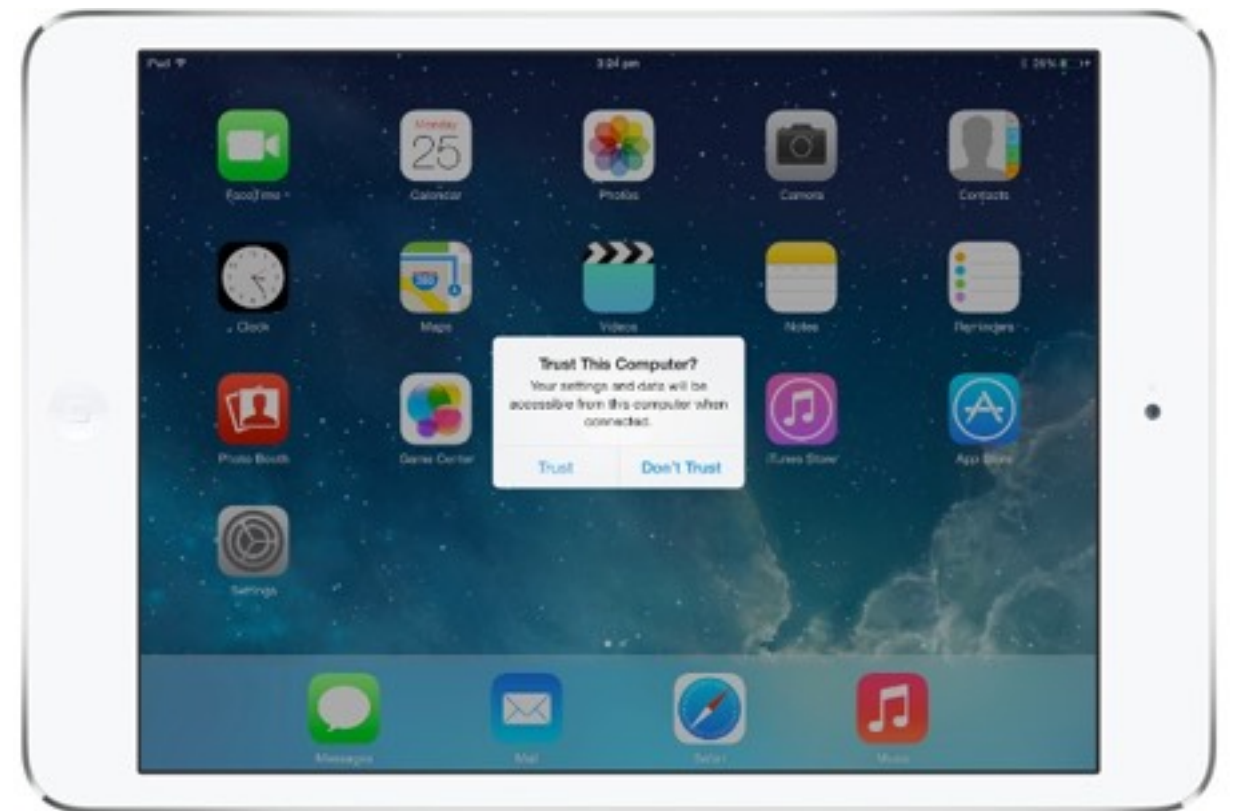 iPad
3:24 pm
Monday
25
FaceTime
Calendar
Photos
Camera
Contacts
280
Clock
Maps
Videos
Notes
Reminders
Trust This Computer?
Your settings and data will be
accessible from this computer when
connected.
Trust
Don't Trust
Photo Booth
Game Center
iTunes Store
App Store
Settings
Messages
Mail
Safari
Music